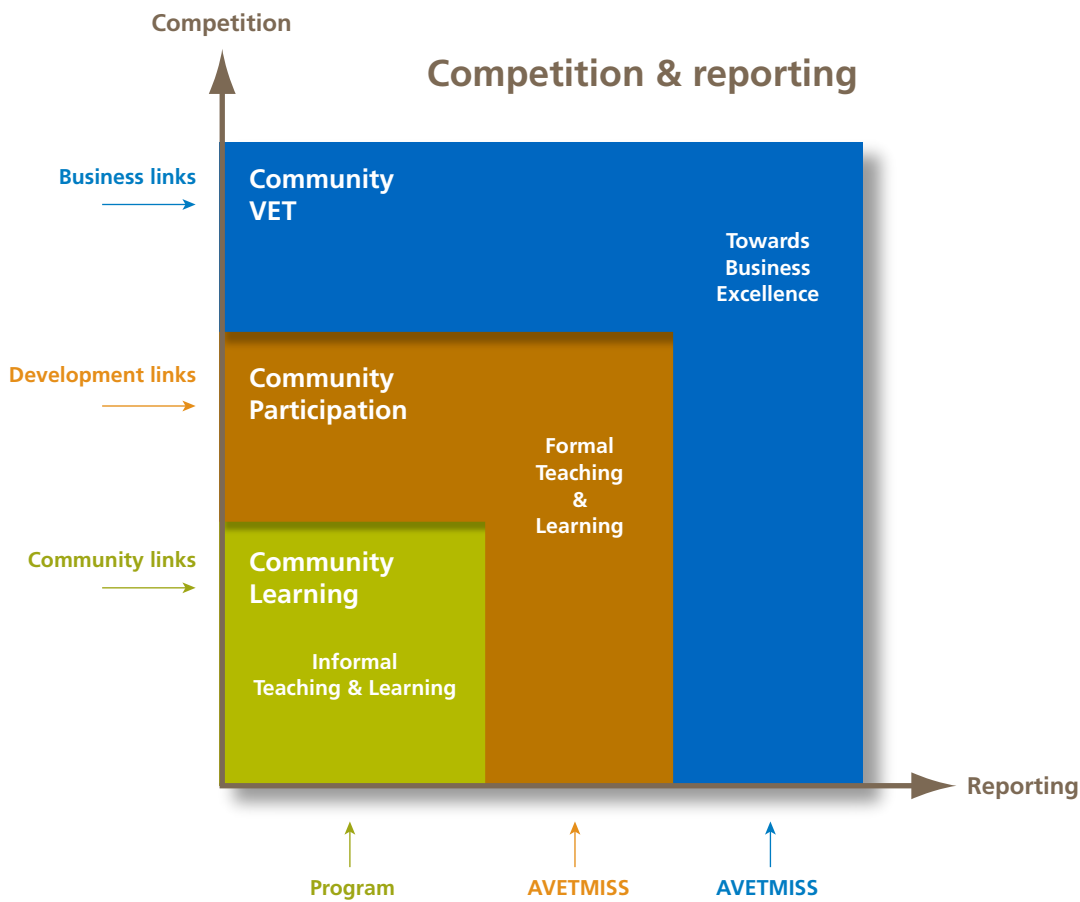 Competition
Competition & reporting
Business links
Community
VET
Towards
Business
Excellence
Development links
Community
Participation
Formal
Teaching
&
Learning
Community links
Community
Learning
Informal
Teaching & Learning
Reporting
Program
AVETMISS
AVETMISS